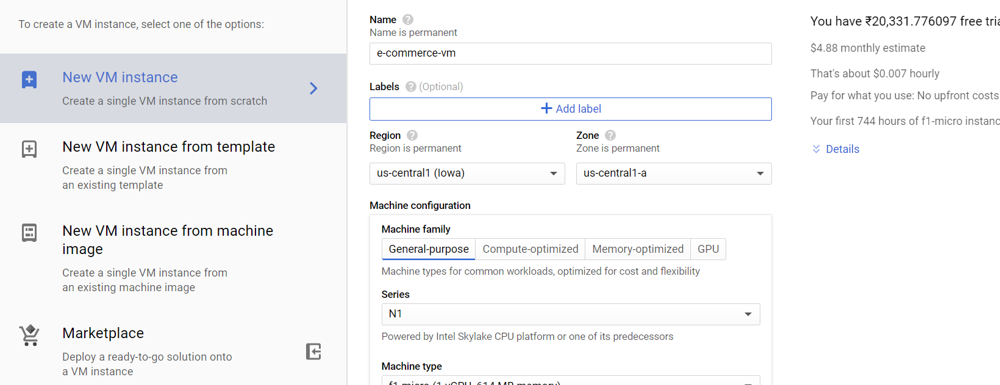 To create a VM instance, select one of the options:
New VM instance
Create a single VM instance from scratch
New VM instance from template
Create a single VM instance from
an existing template
New VM instance from machine
image
Create a single VM instance from
an existing machine image
Marketplace
Deploy a ready-to-go solution onto
a VM instance
Name
Name is permanent
e-commerce-vm
Labels (Optional)
Add label
Region
Region is permanent
us-central1 (Iowa)
Zone
Zone is permanent
us-central1-a
Machine configuration
Machine family
General-purpose Compute-optimized Memory-optimized GPU
Machine types for common workloads, optimized for cost and flexibility
Series
N1
Powered by Intel Skylake CPU platform or one of its predecessors
Machine type
f1-micro (1 vCPU, 614 MB memory)
You have ₹20,331.776097 free
$4.88 monthly estimate
That's about $0.007 hourly
Pay for what you use: No upfront costs
Your first 744 hours of f1-micro
Details